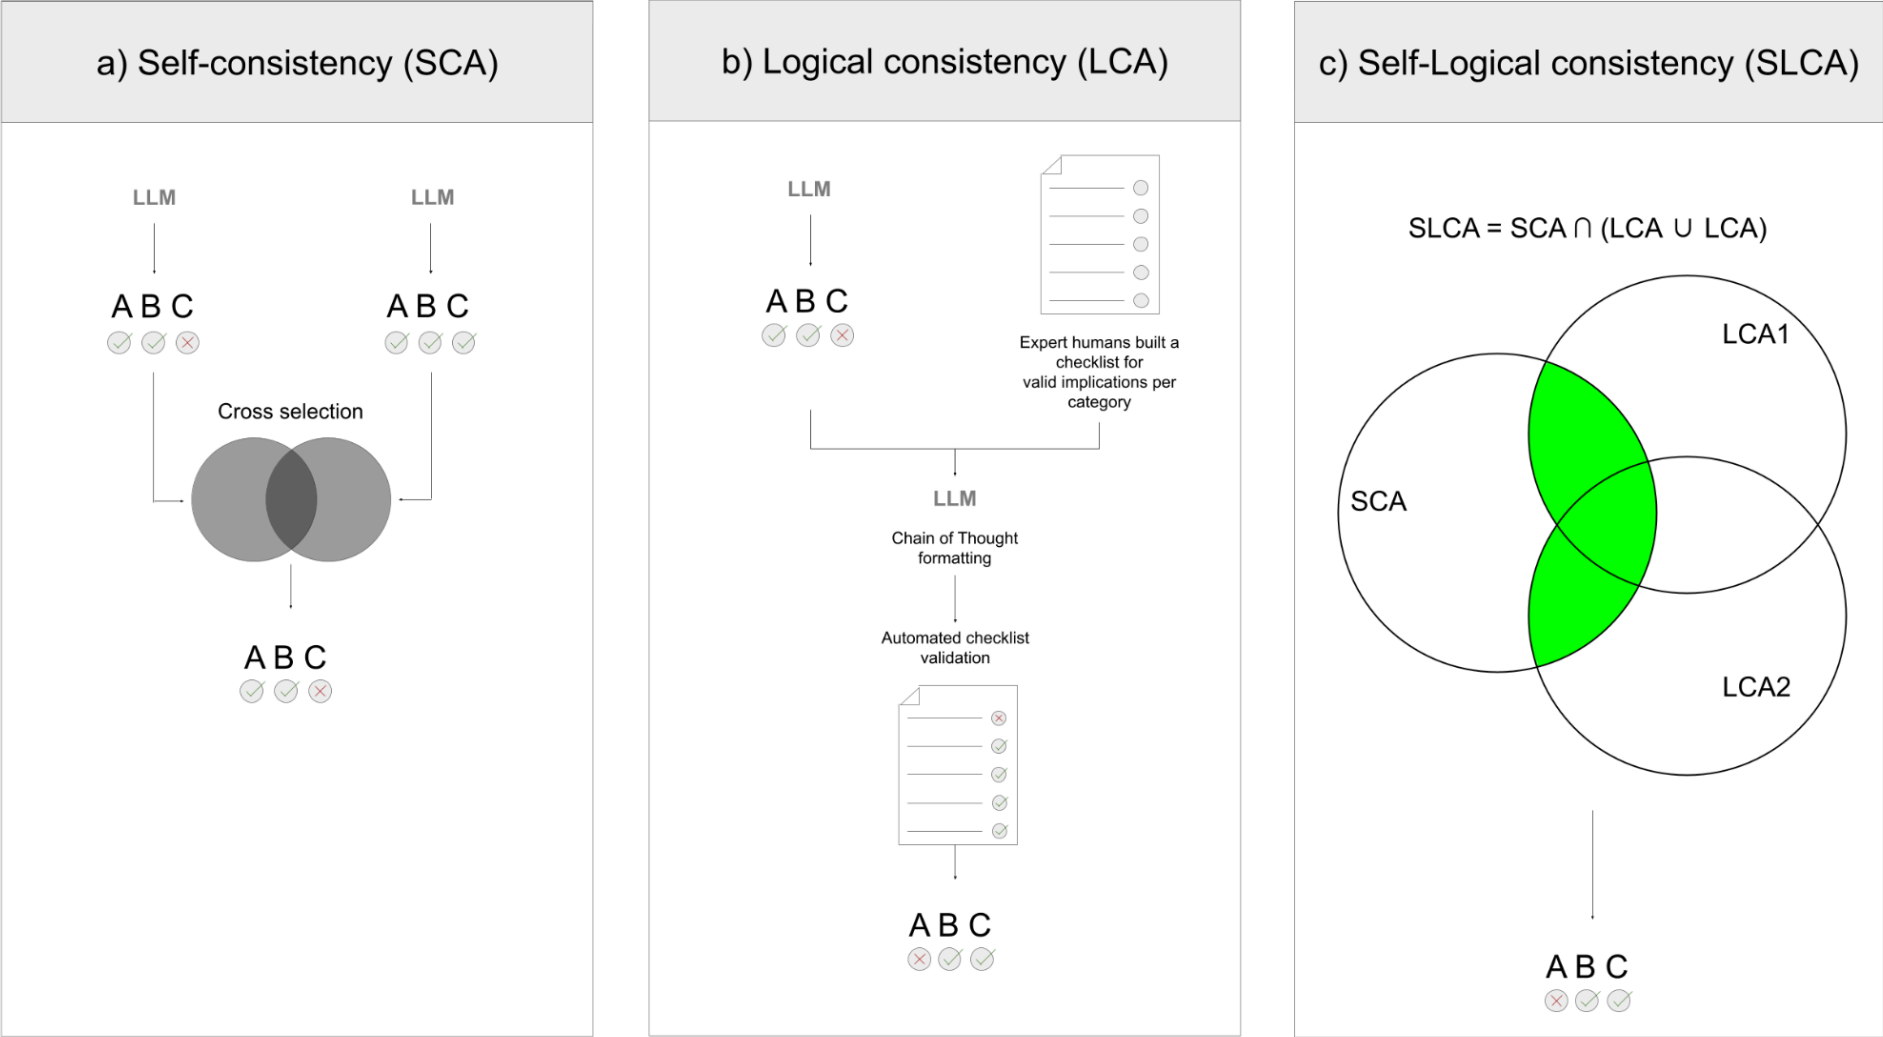 a) Self-consistency (SCA)
LLM
LLM
A B C
A B C
Cross selection
A B C
b) Logical consistency (LCA)
LLM
A B C
Expert humans built a
checklist for
valid implications per
category
LLM
Chain of Thought
formatting
Automated checklist
validation
A B C
c) Self-Logical consistency (SLCA)
SLCA = SCA ∩ (LCA ∪ LCA)
LCA1
SCA
LCA2
A B C